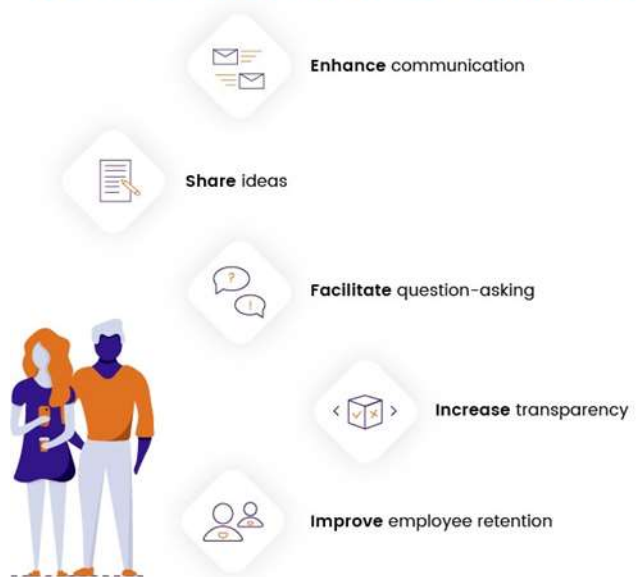 Enhance communication
Share ideas
Facilitate question-asking
Increase transparency
Improve employee retention